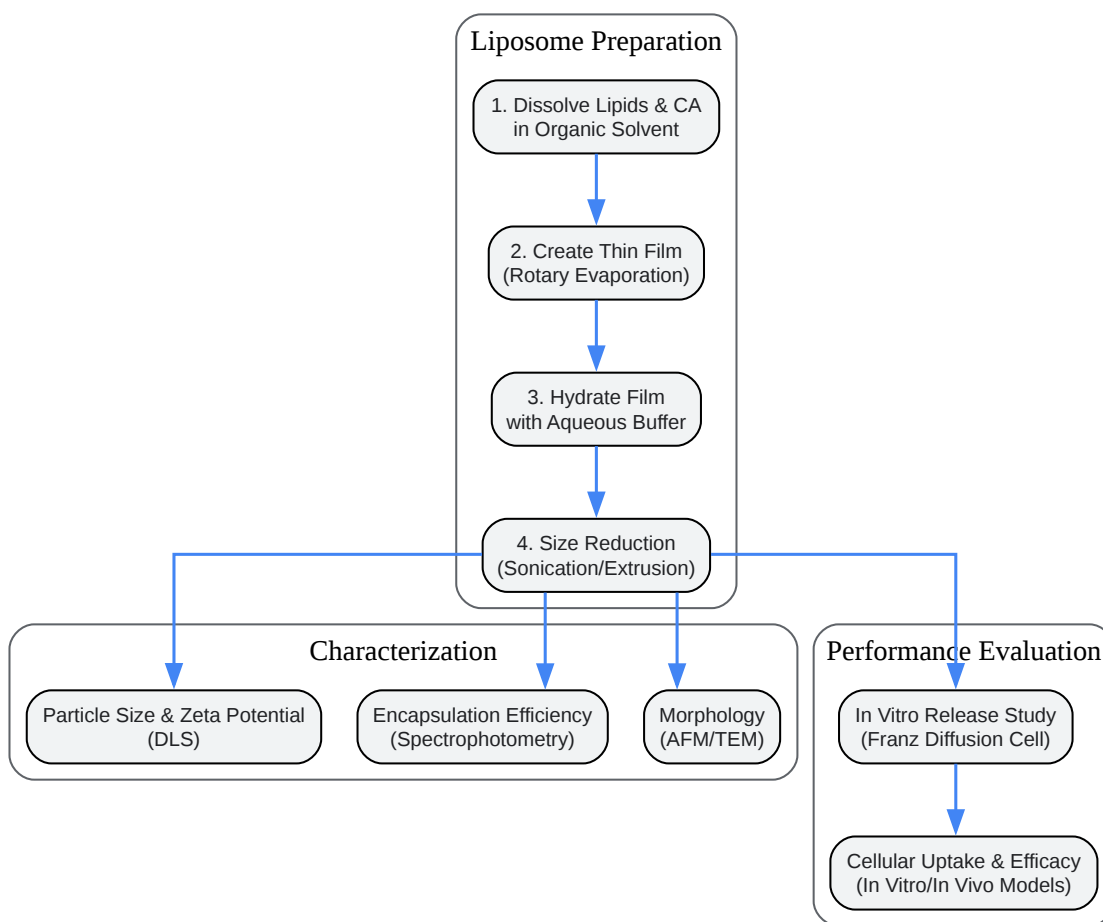 Liposome Preparation
1. Dissolve Lipids & CA
in Organic Solvent
2. Create Thin Film
(Rotary Evaporation)
3. Hydrate Film
with Aqueous Buffer
4. Size Reduction
(Sonication/Extrusion)
Characterization
Particle Size & Zeta Potential
(DLS)
Encapsulation Efficiency
(Spectrophotometry)
Morphology
(AFM/TEM)
Performance Evaluation
In Vitro Release Study
(Franz Diffusion Cell)
Cellular Uptake & Efficacy
(In Vitro/In Vivo Models)